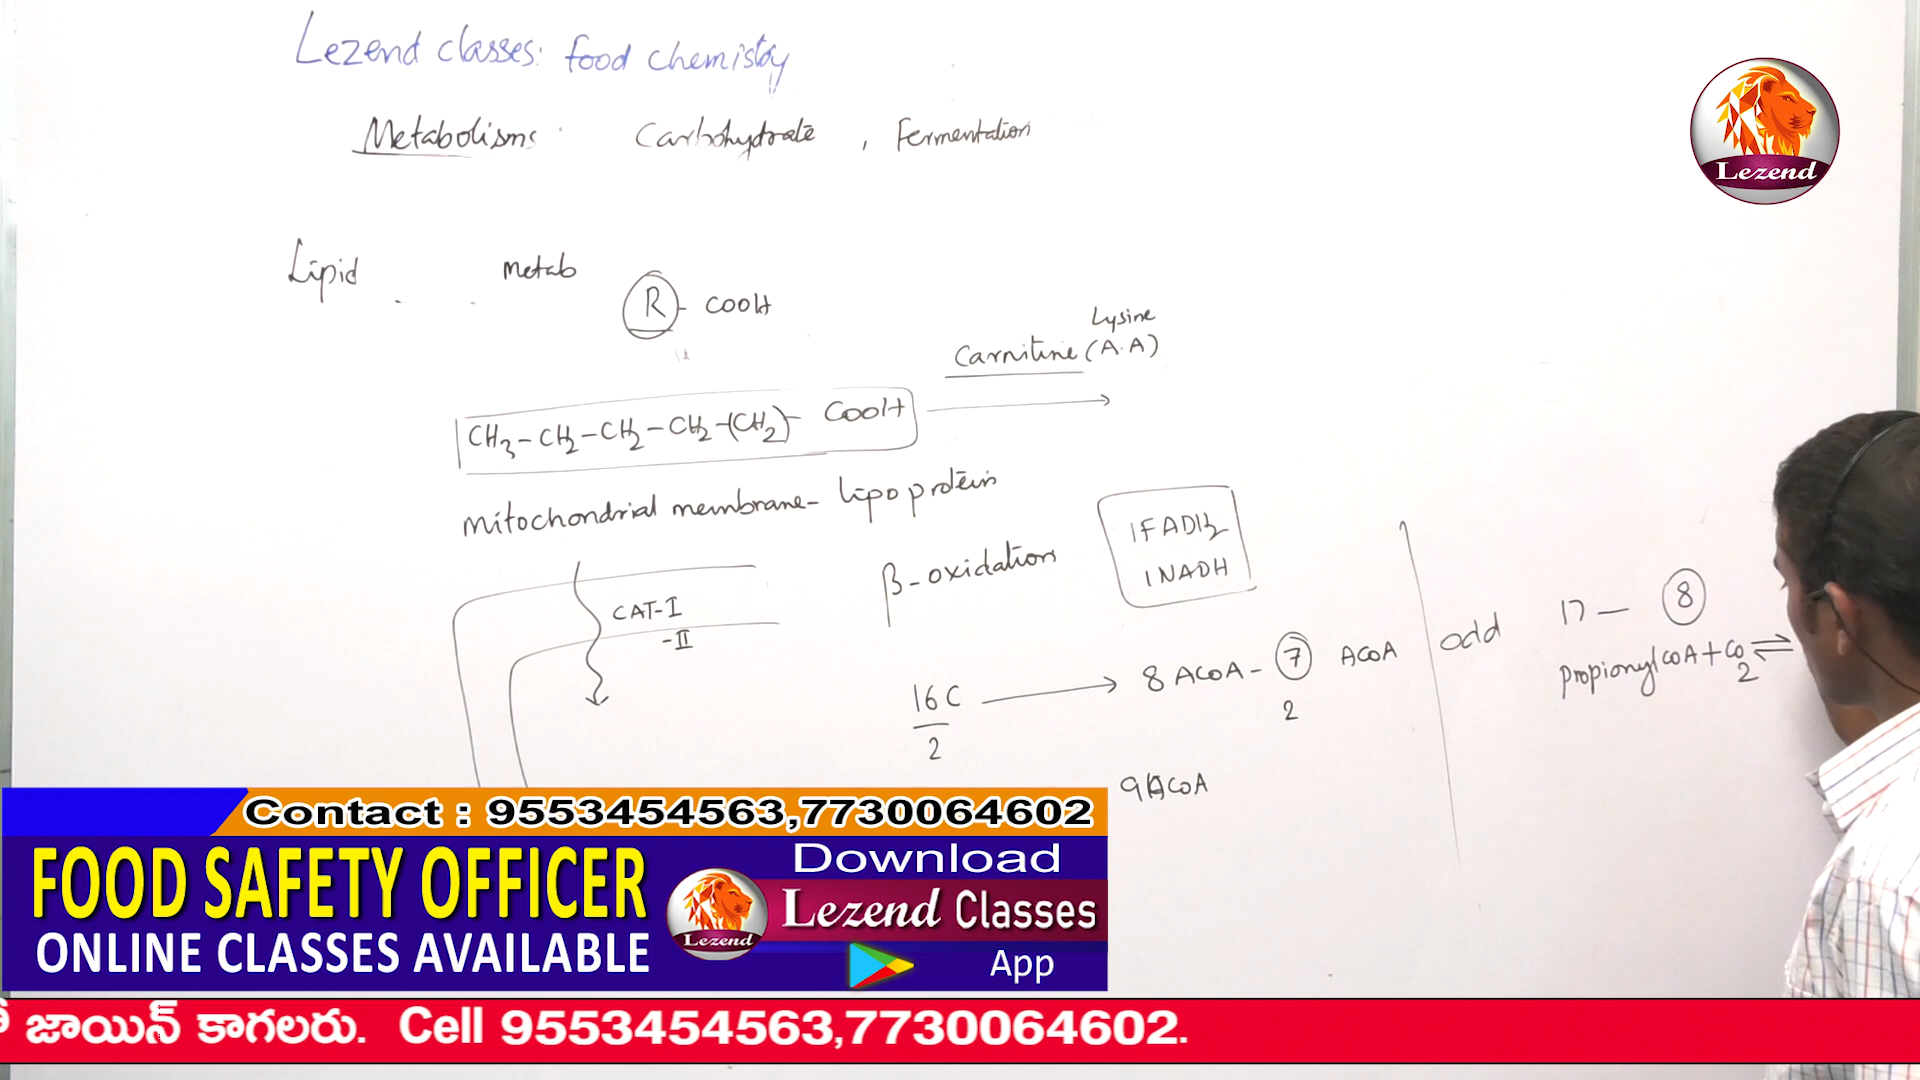 Lezend classes: food chemistry
Metabolisms: Carbohydrate, Fermentation
Lezend
Lipid metab
R - COOH
Lysine
Carnitine (A.A)
CH3-CH2-CH2-CH2-(CH2)- COOH
mitochondrial membrane- lipoprotein
β-oxidation
1FADH2
1NADH
CAT-I
-II
16C
2
8 ACOA - 7 ACOA
2
9ACOA
odd
17 — 8
propionylCOA+CO2 ⇌
Contact : 9553454563,7730064602
FOOD SAFETY OFFICER
ONLINE CLASSES AVAILABLE
Lezend
Download
Lezend Classes
App
జాయిన్ కాగలరు. Cell 9553454563,7730064602.